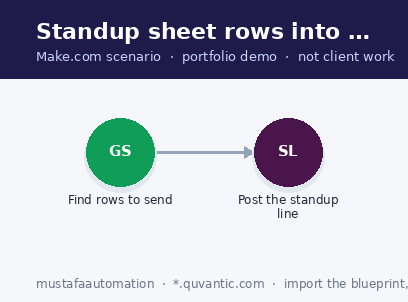 Standup sheet rows into …
Make.com scenario · portfolio demo · not client work
GS
SL
Find rows to send
Post the standup
line
mustafaautomation · *.quvantic.com · import the blueprint,